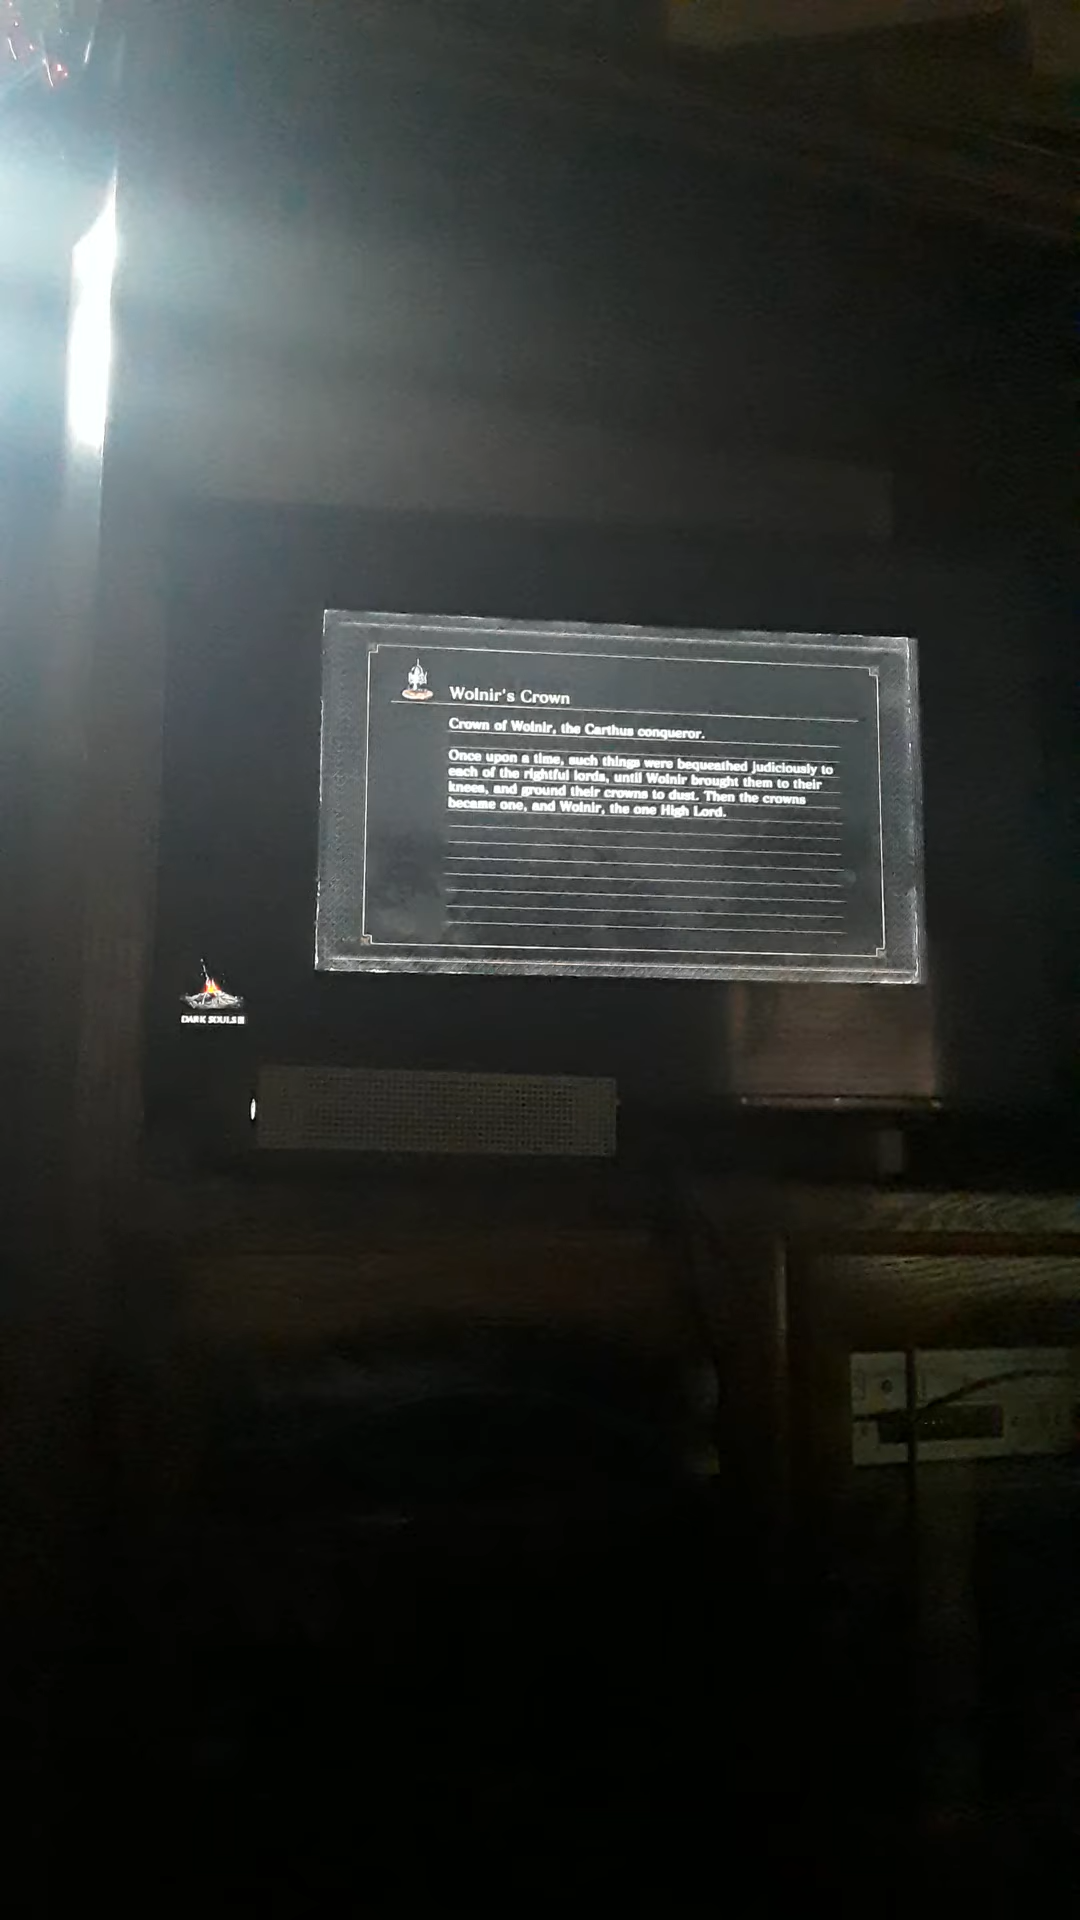 Wolnir's Crown
Crown of Wolnir, the Carthus conqueror.
Once upon a time, such things were bequeathed judiciously to
each of the rightful lords, until Wolnir brought them to their
knees, and ground their crowns to dust. Then the crowns
became one, and Wolnir, the one High Lord.
DARK SOULS III